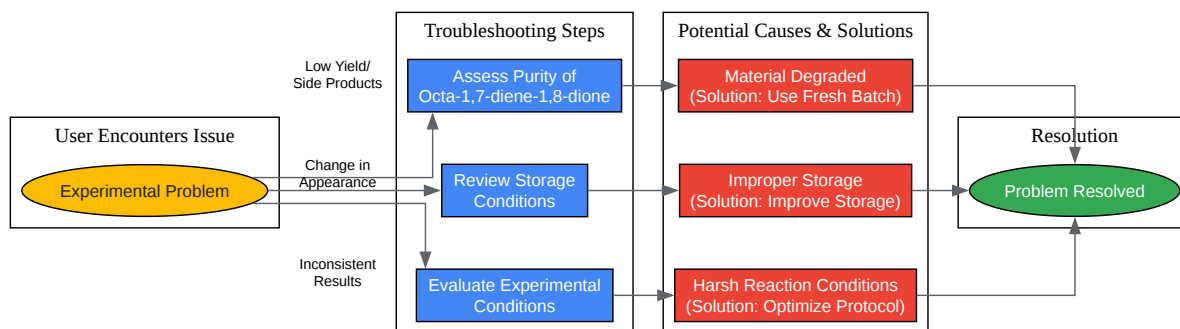 User Encounters Issue
Experimental Problem
Low Yield/
Side Products
Change in
Appearance
Inconsistent
Results
Troubleshooting Steps
Assess Purity of
Octa-1,7-diene-1,8-dione
Review Storage
Conditions
Evaluate Experimental
Conditions
Potential Causes & Solutions
Material Degraded
(Solution: Use Fresh Batch)
Improper Storage
(Solution: Improve Storage)
Harsh Reaction Conditions
(Solution: Optimize Protocol)
Resolution
Problem Resolved